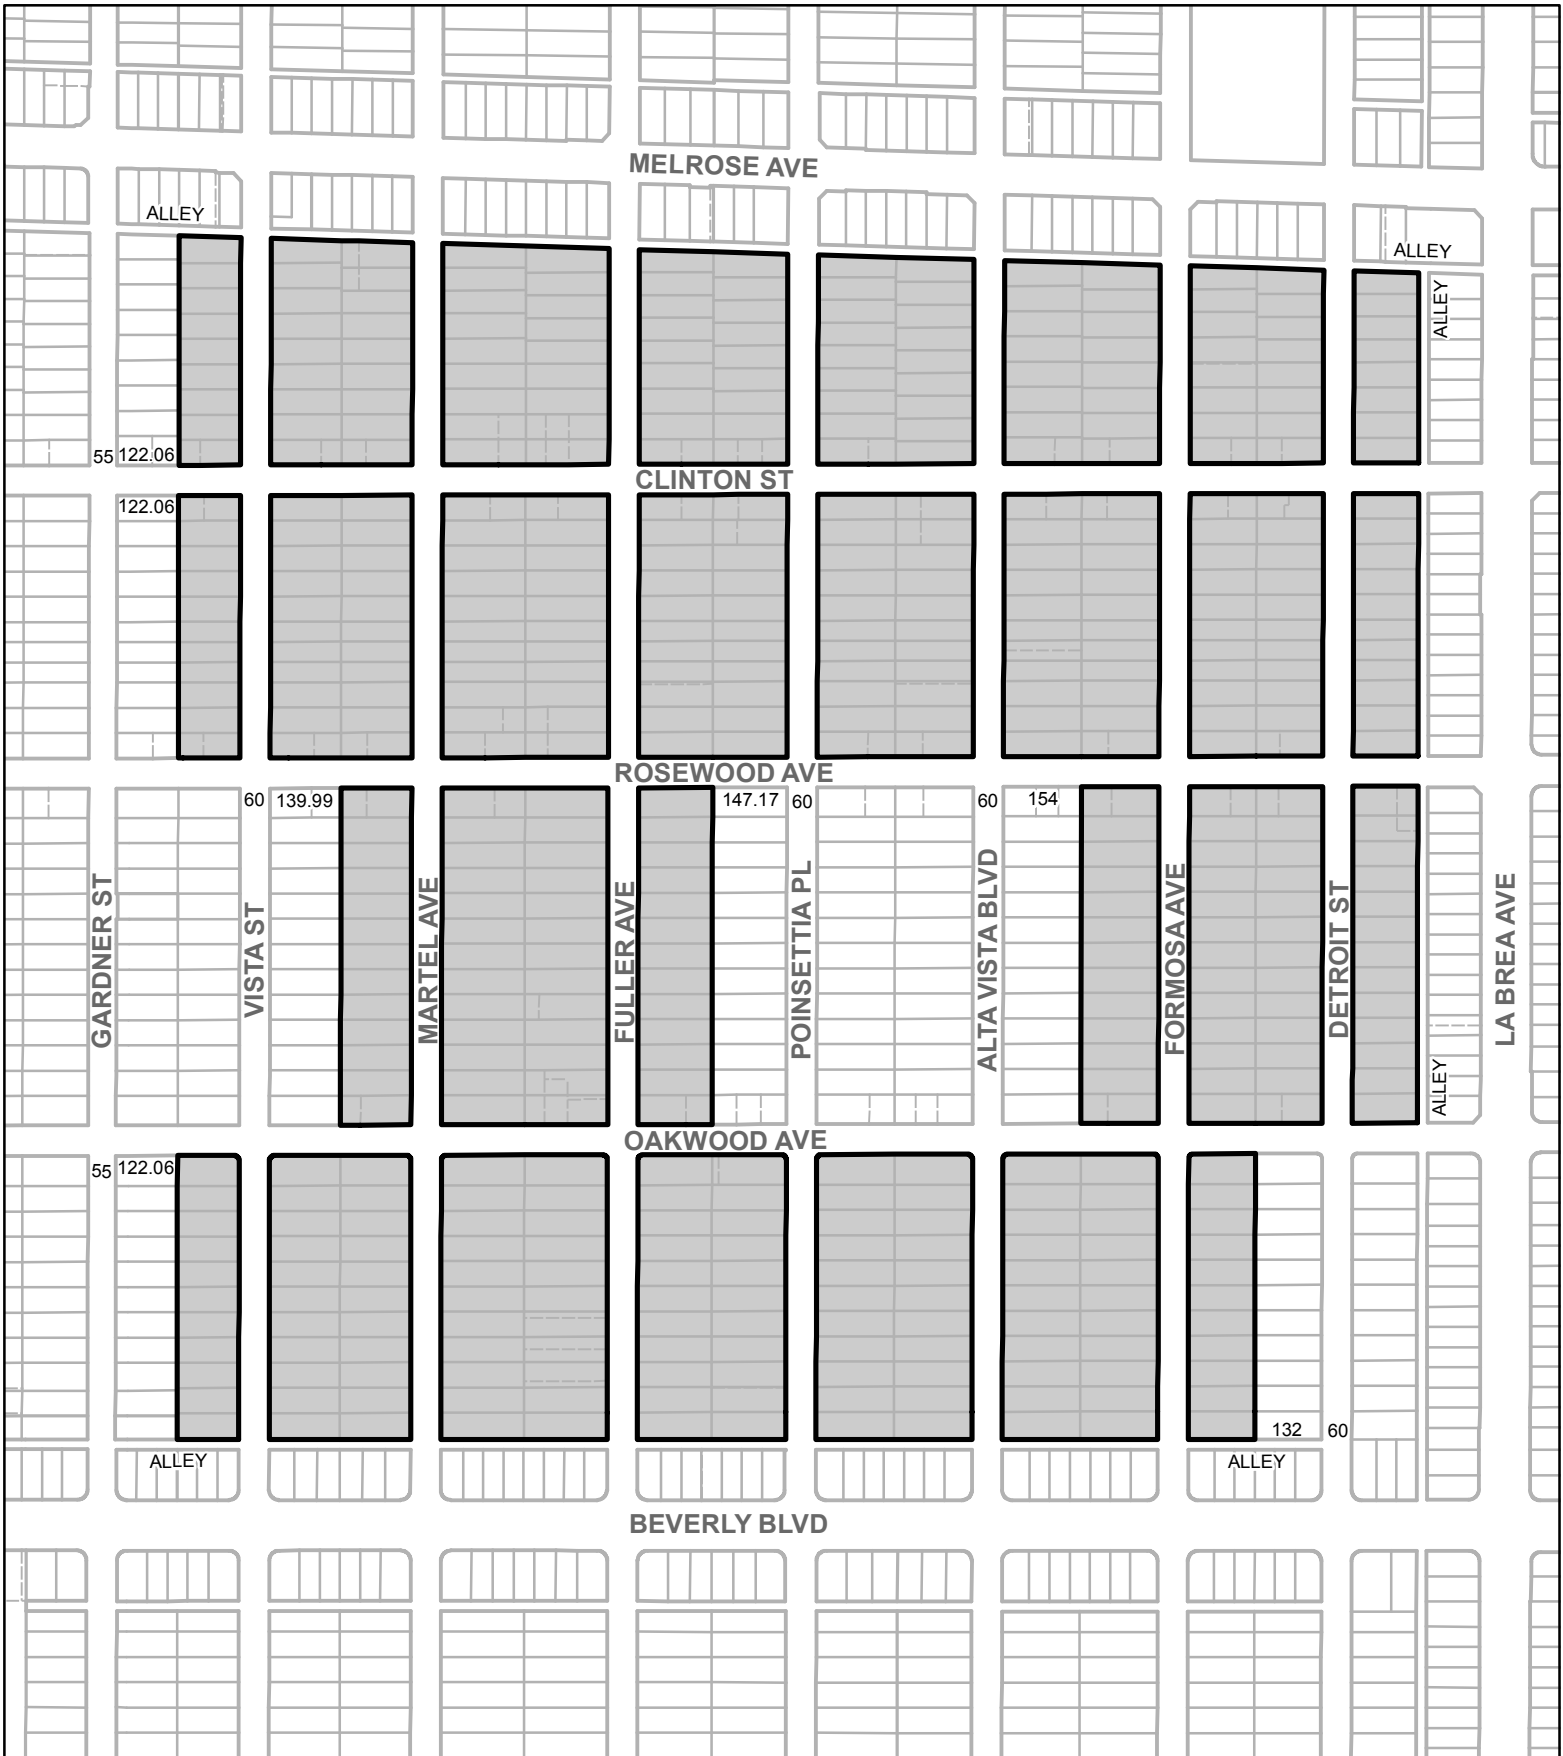 MELROSE AVE
ALLEY
ALLEY
ALLEY
55 122.06
CLINTON ST
122.06
ROSEWOOD AVE
60 139.99
147.17 60
60 154
GARDNER ST
VISTA ST
MARTEL AVE
FULLER AVE
POINSETTIA PL
ALTA VISTA BLVD
FORMOSA AVE
DETROIT ST
LA BREA AVE
ALLEY
OAKWOOD AVE
55 122.06
132 60
ALLEY
ALLEY
BEVERLY BLVD